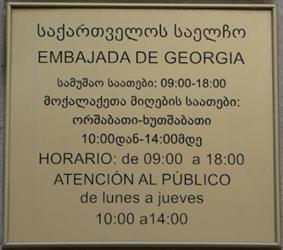 საქართველოს საელჩო
EMBAJADA DE GEORGIA
სამუშაო საათები: 09:00-18:00
მოქალაქეთა მიღების საათები:
ორშაბათი-ხუთშაბათი
10:00დან-14:00მდე
HORARIO: de 09:00 a 18:00
ATENCIÓN AL PÚBLICO
de lunes a jueves
10:00 a14:00